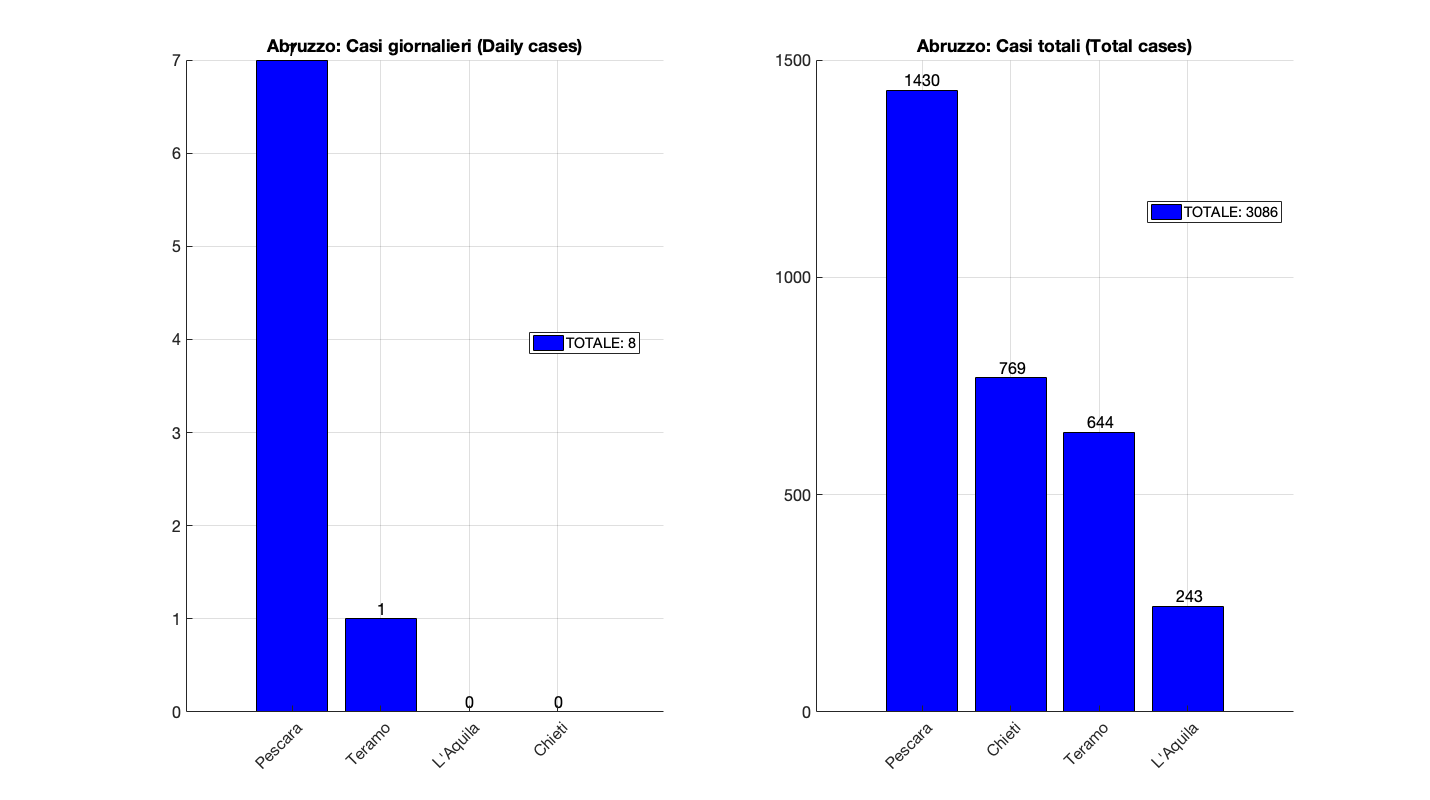 Abruzzo: Casi giornalieri (Daily cases)
7
7
6
5
4
3
2
1
0
1
0
0
TOTALE: 8
Pescara
Teramo
L'Aquila
Chieti
Abruzzo: Casi totali (Total cases)
1500
1000
500
0
1430
769
644
243
TOTALE: 3086
Pescara
Chieti
Teramo
L'Aquila